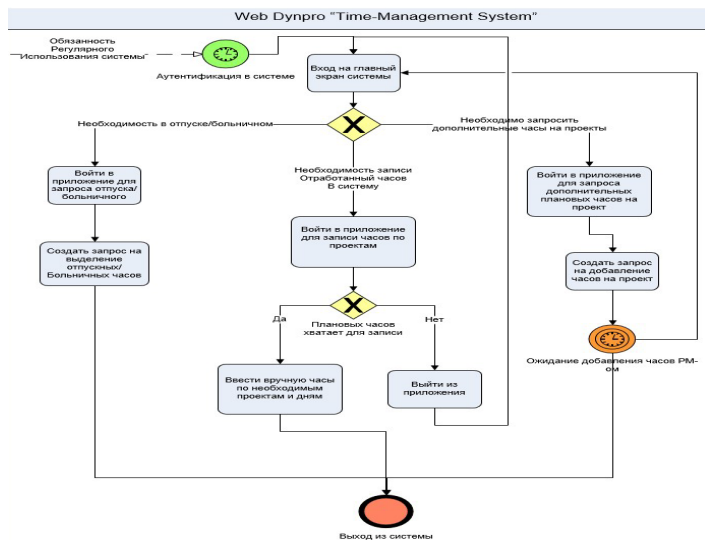 Web Dynpro "Time-Management System"
Обязанность
Регулярного
Использования системы
Аутентификация в системе
Вход на главный
экран системы
Необходимость в отпуске/больничном
Необходимо запросить
дополнительные часы на проекты
Необходимость записи
Отработанный часов
В систему
Войти в
приложение для
запроса отпуска/
больничного
Войти в приложение
для запроса
дополнительных
плановых часов на
проект
Войти в приложение
для записи часов по
проектам
Создать запрос на
выделение
отпускных/
Больничных часов
Создать запрос
на добавление
часов на проект
Да
Плановых часов
хватает для записи
Нет
Ожидание добавления часов PM-
ом
Ввести вручную часы
по необходимым
проектам и дням
Выйти из
приложения
Выход из системы